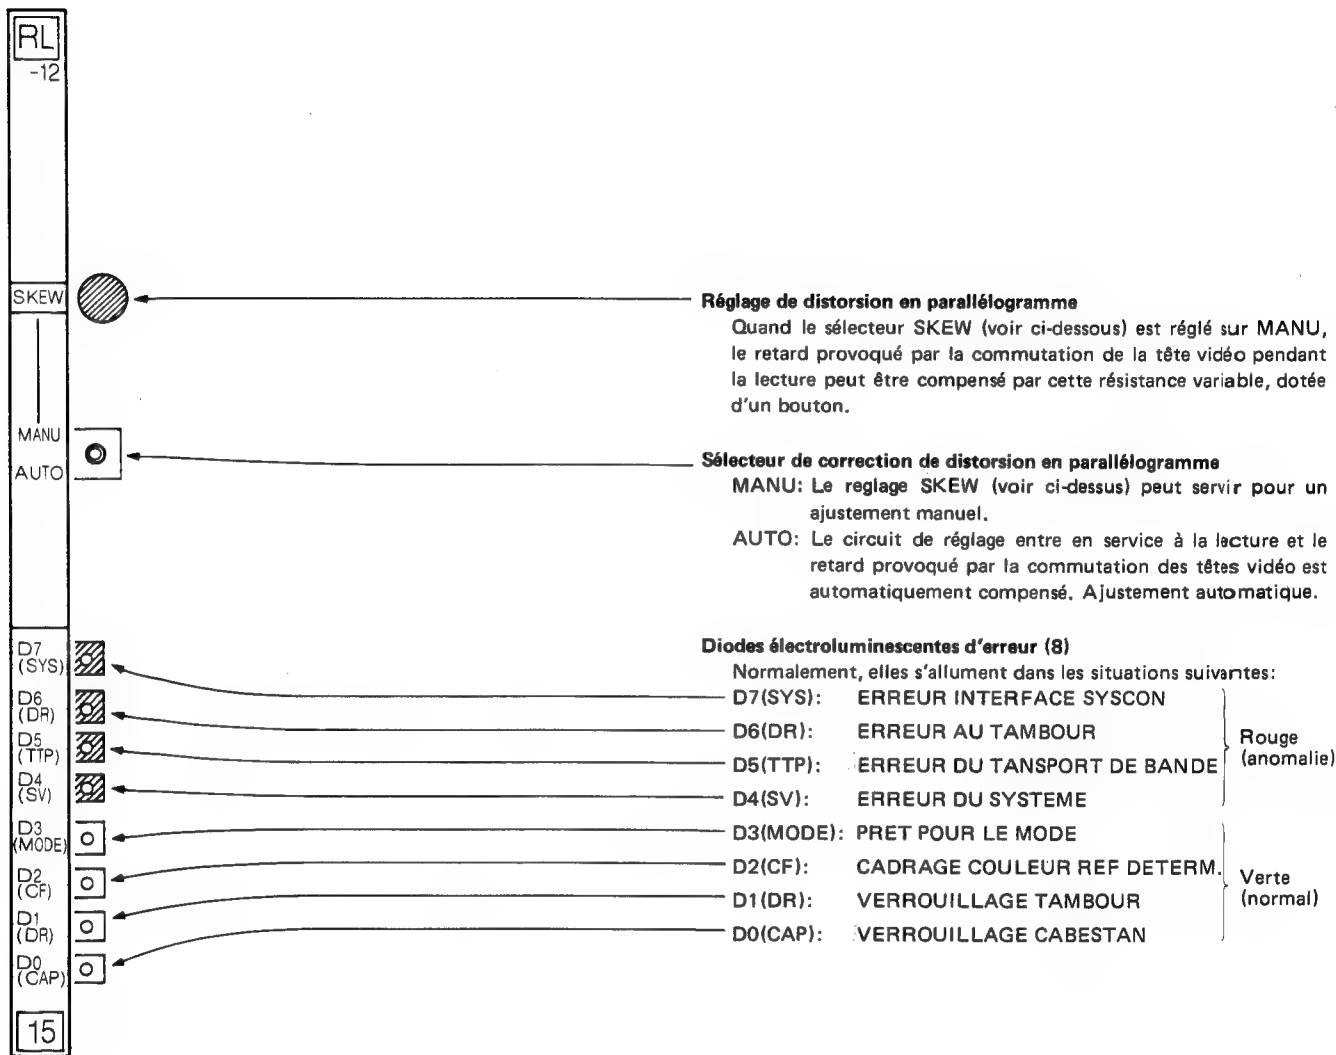 RL
-12
SKEW
MANU
AUTO
D7
(SYS)
D6
(DR)
D5
(TTP)
D4
(SV)
D3
(MODE)
D2
(CF)
D1
(DR)
D0
(CAP)
15
Réglage de distorsion en parallélogramme
Quand le sélecteur SKEW (voir ci-dessous) est réglé sur MANU,
le retard provoqué par la commutation de la tête vidéo pendant
la lecture peut être compensé par cette résistance variable, dotée
d'un bouton.
Sélecteur de correction de distorsion en parallélogramme
MANU: Le reglage SKEW (voir ci-dessus) peut servir pour un
ajustement manuel.
AUTO: Le circuit de réglage entre en service à la lecture et le
retard provoqué par la commutation des têtes vidéo est
automatiquement compensé. Ajustement automatique.
Diodes électroluminescentes d'erreur (8)
Normalement, elles s'allument dans les situations suivantes:
D7(SYS): ERREUR INTERFACE SYSCON
D6(DR): ERREUR AU TAMBOUR
D5(TTP): ERREUR DU TANSPORT DE BANDE
D4(SV): ERREUR DU SYSTEME
Rouge
(anomalie)
D3(MODE): PRET POUR LE MODE
D2(CF): CADRAGE COULEUR REF DETERM.
D1(DR): VERROUILLAGE TAMBOUR
D0(CAP): VERROUILLAGE CABESTAN
Verte
(normal)